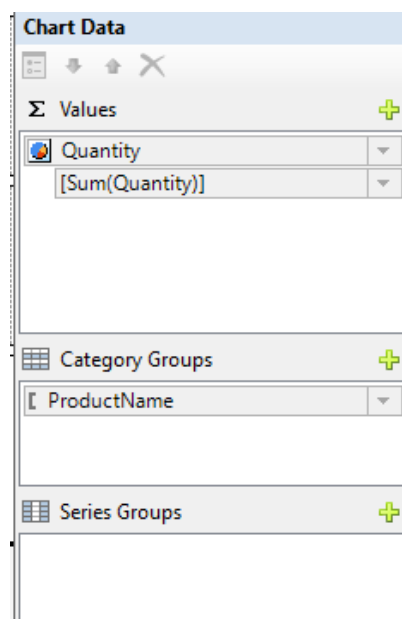 Chart Data
Σ Values
Quantity
[Sum(Quantity)]
Category Groups
ProductName
Series Groups